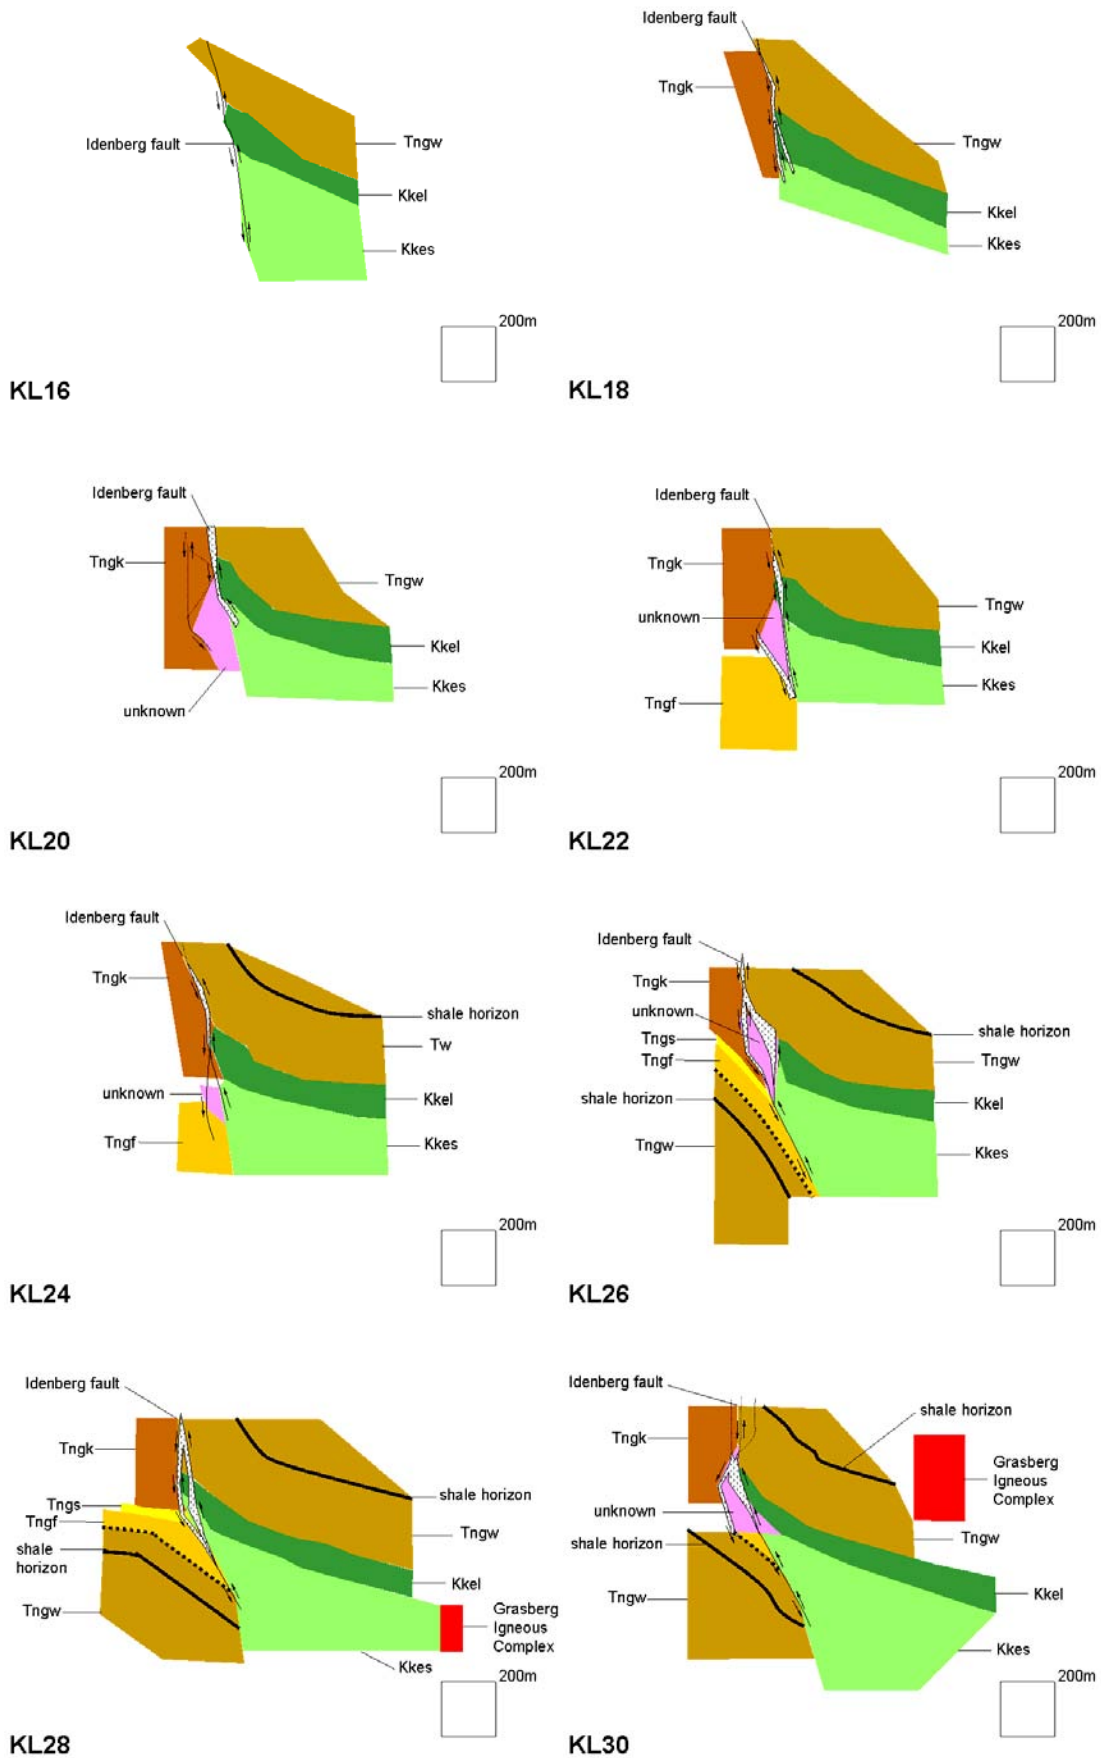 Idenberg fault
Tngw
Kkel
Kkes
200m
KL16
Idenberg fault
Tngk
Tngw
Kkel
Kkes
200m
KL18
Idenberg fault
Tngk
Tngw
Kkel
Kkes
unknown
200m
KL20
Idenberg fault
Tngk
unknown
Tngw
Kkel
Kkes
Tngf
200m
KL22
Idenberg fault
Tngk
shale horizon
Tw
unknown
Kkel
Tngf
Kkes
200m
KL24
Idenberg fault
Tngk
unknown
shale horizon
Tngs
Tngf
Tngw
shale horizon
Kkel
Tngw
Kkes
200m
KL26
Idenberg fault
Tngk
shale horizon
Tngs
Tngf
Tngw
shale
horizon
Kkel
Tngw
Grasberg
Igneous
Complex
Kkes
200m
KL28
Idenberg fault
shale horizon
Tngk
Grasberg
Igneous
Complex
unknown
Tngw
shale horizon
Tngw
Kkel
Kkes
200m
KL30